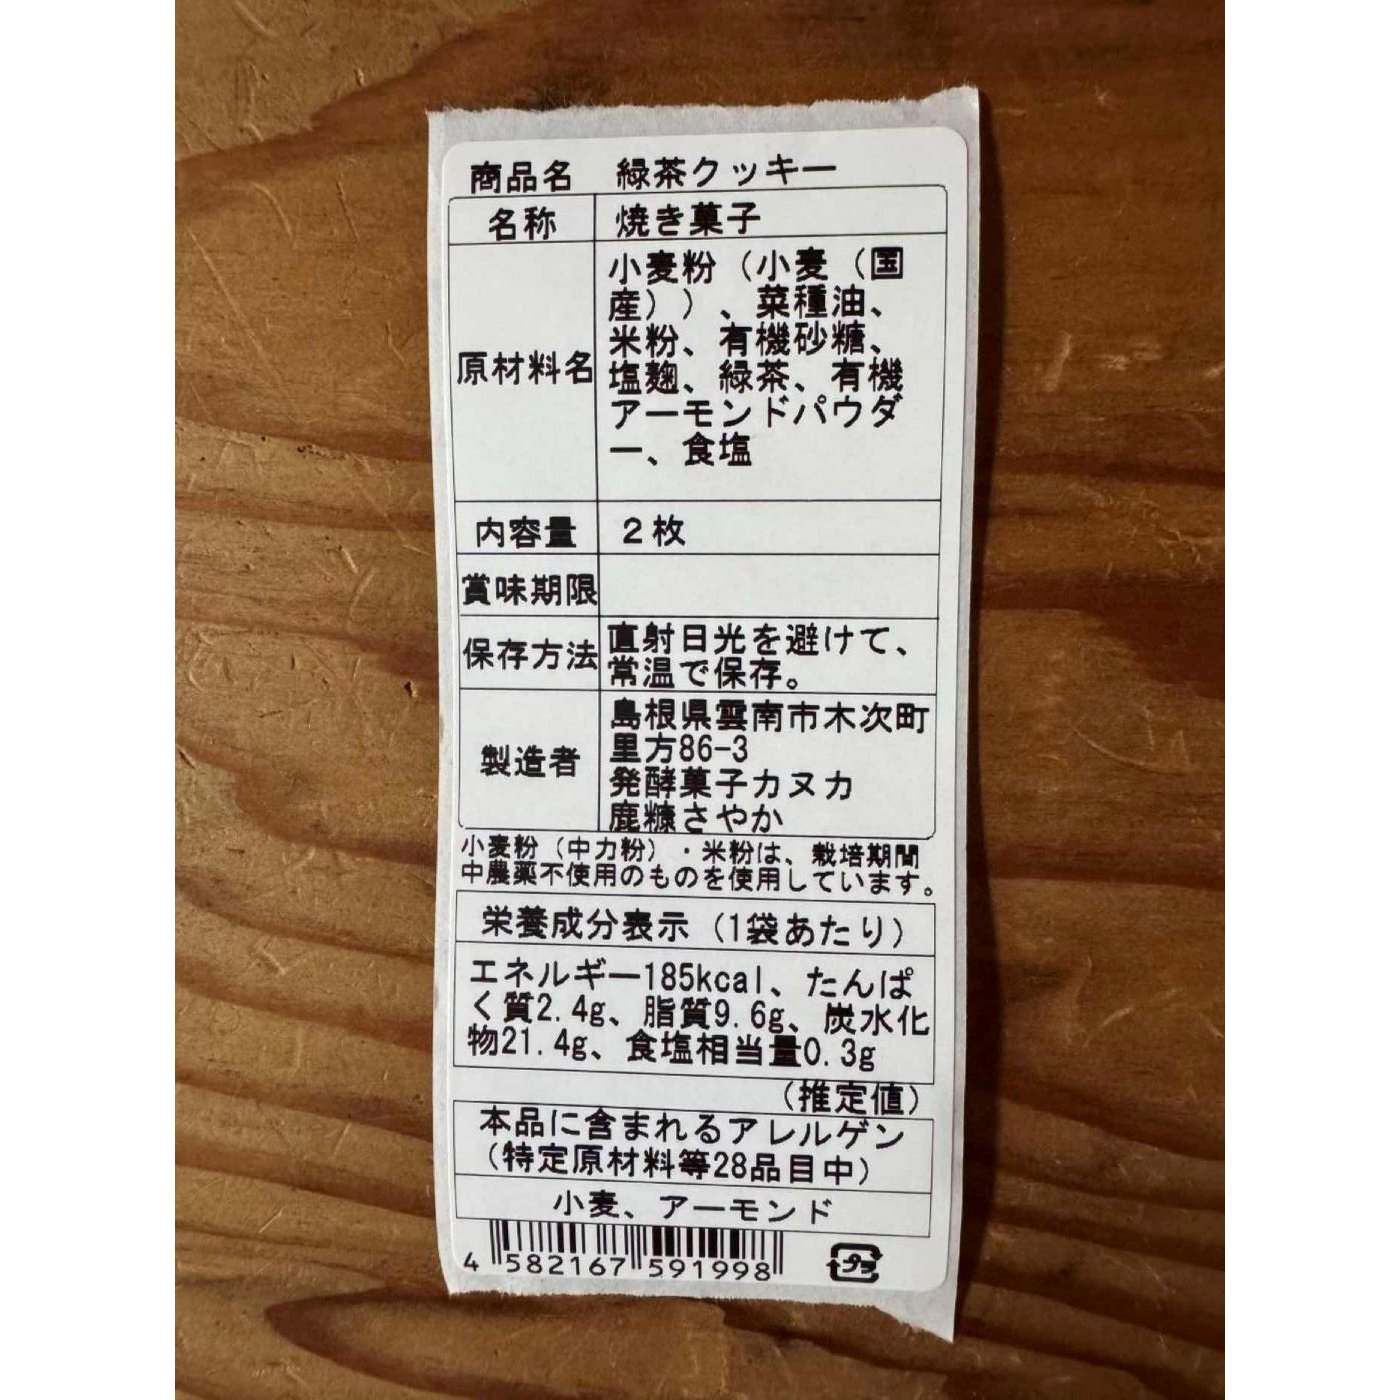 商品名 緑茶クッキー
名称 焼き菓子
原材料名 小麦粉（小麦（国
産））、菜種油、
米粉、有機砂糖、
塩麹、緑茶、有機
アーモンドパウダ
ー、食塩
内容量 2枚
賞味期限
保存方法 直射日光を避けて、
常温で保存。
製造者 島根県雲南市木次町
里方86-3
発酵菓子カヌカ
鹿糠さやか
小麦粉（中力粉）・米粉は、栽培期間
中農薬不使用のものを使用しています。
栄養成分表示（1袋あたり）
エネルギー185kcal、たんぱ
く質2.4g、脂質9.6g、炭水化
物21.4g、食塩相当量0.3g
（推定値）
本品に含まれるアレルゲン
（特定原材料等28品目中）
小麦、アーモンド
4 582167 591998
プラ